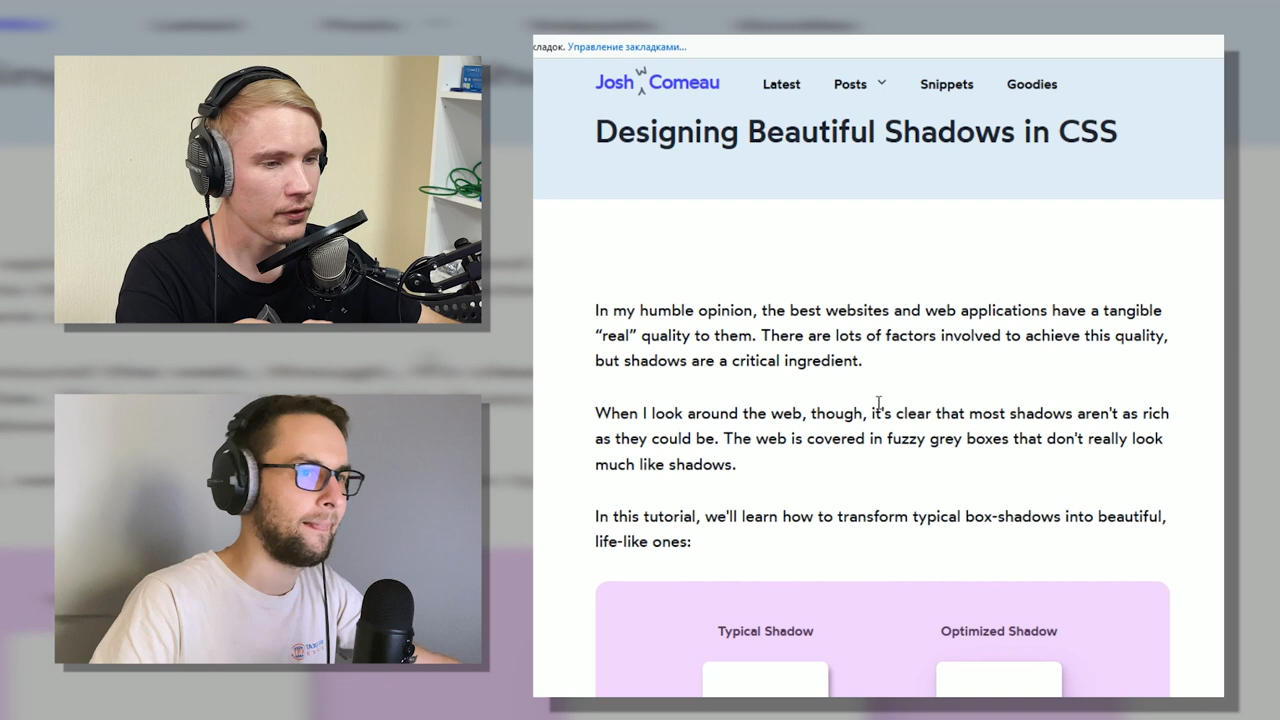 кладок. Управление закладками...
Josh W Comeau Latest Posts Snippets Goodies
Designing Beautiful Shadows in CSS
In my humble opinion, the best websites and web applications have a tangible
“real” quality to them. There are lots of factors involved to achieve this quality,
but shadows are a critical ingredient.
When I look around the web, though, it's clear that most shadows aren't as rich
as they could be. The web is covered in fuzzy grey boxes that don't really look
much like shadows.
In this tutorial, we'll learn how to transform typical box-shadows into beautiful,
life-like ones:
Typical Shadow Optimized Shadow